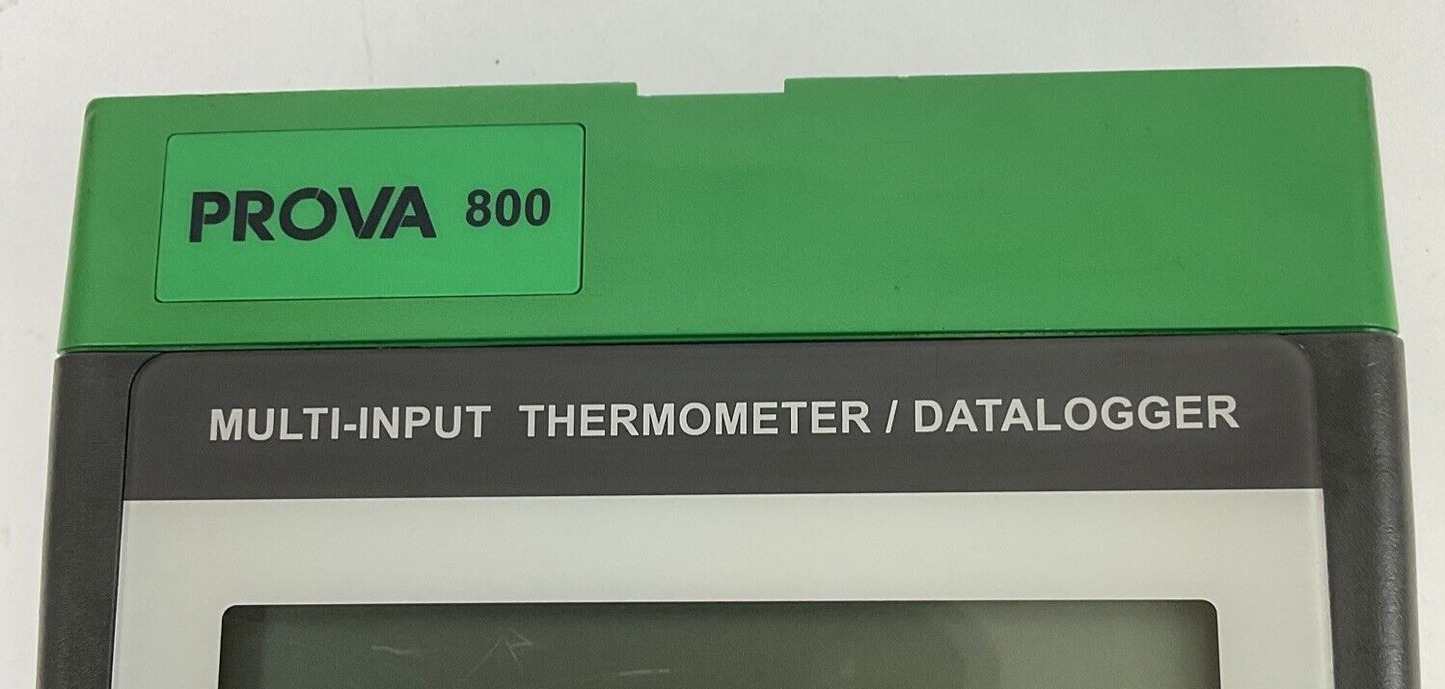 PROVA 800
MULTI-INPUT THERMOMETER / DATALOGGER